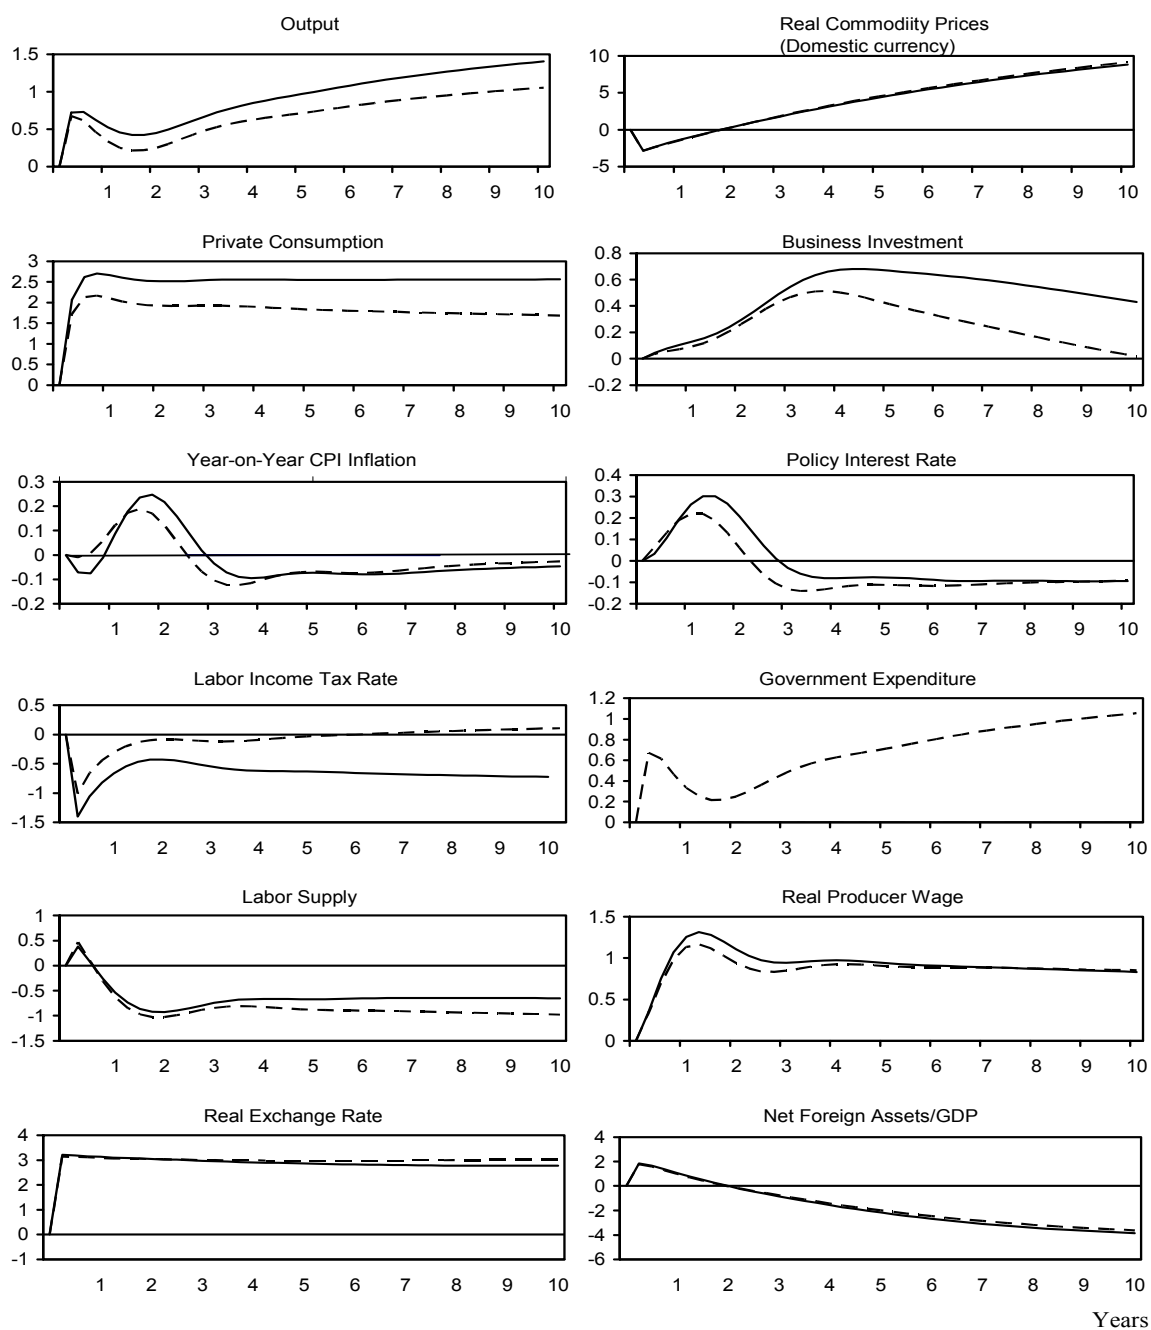 Output
1.5
1
0.5
0
1 2 3 4 5 6 7 8 9 10
Real Commodiity Prices
(Domestic currency)
10
5
0
-5
1 2 3 4 5 6 7 8 9 10
Private Consumption
3
2.5
2
1.5
1
0.5
0
1 2 3 4 5 6 7 8 9 10
Business Investment
0.8
0.6
0.4
0.2
0
-0.2
1 2 3 4 5 6 7 8 9 10
Year-on-Year CPI Inflation
0.3
0.2
0.1
0
-0.1
-0.2
1 2 3 4 5 6 7 8 9 10
Policy Interest Rate
0.4
0.3
0.2
0.1
0
-0.1
-0.2
1 2 3 4 5 6 7 8 9 10
Labor Income Tax Rate
0.5
0
-0.5
-1
-1.5
1 2 3 4 5 6 7 8 9 10
Government Expenditure
1.2
1
0.8
0.6
0.4
0.2
0
1 2 3 4 5 6 7 8 9 10
Labor Supply
1
0.5
0
-0.5
-1
-1.5
1 2 3 4 5 6 7 8 9 10
Real Producer Wage
1.5
1
0.5
0
1 2 3 4 5 6 7 8 9 10
Real Exchange Rate
4
3
2
1
0
-1
1 2 3 4 5 6 7 8 9 10
Net Foreign Assets/GDP
4
2
0
-2
-4
-6
1 2 3 4 5 6 7 8 9 10
Years